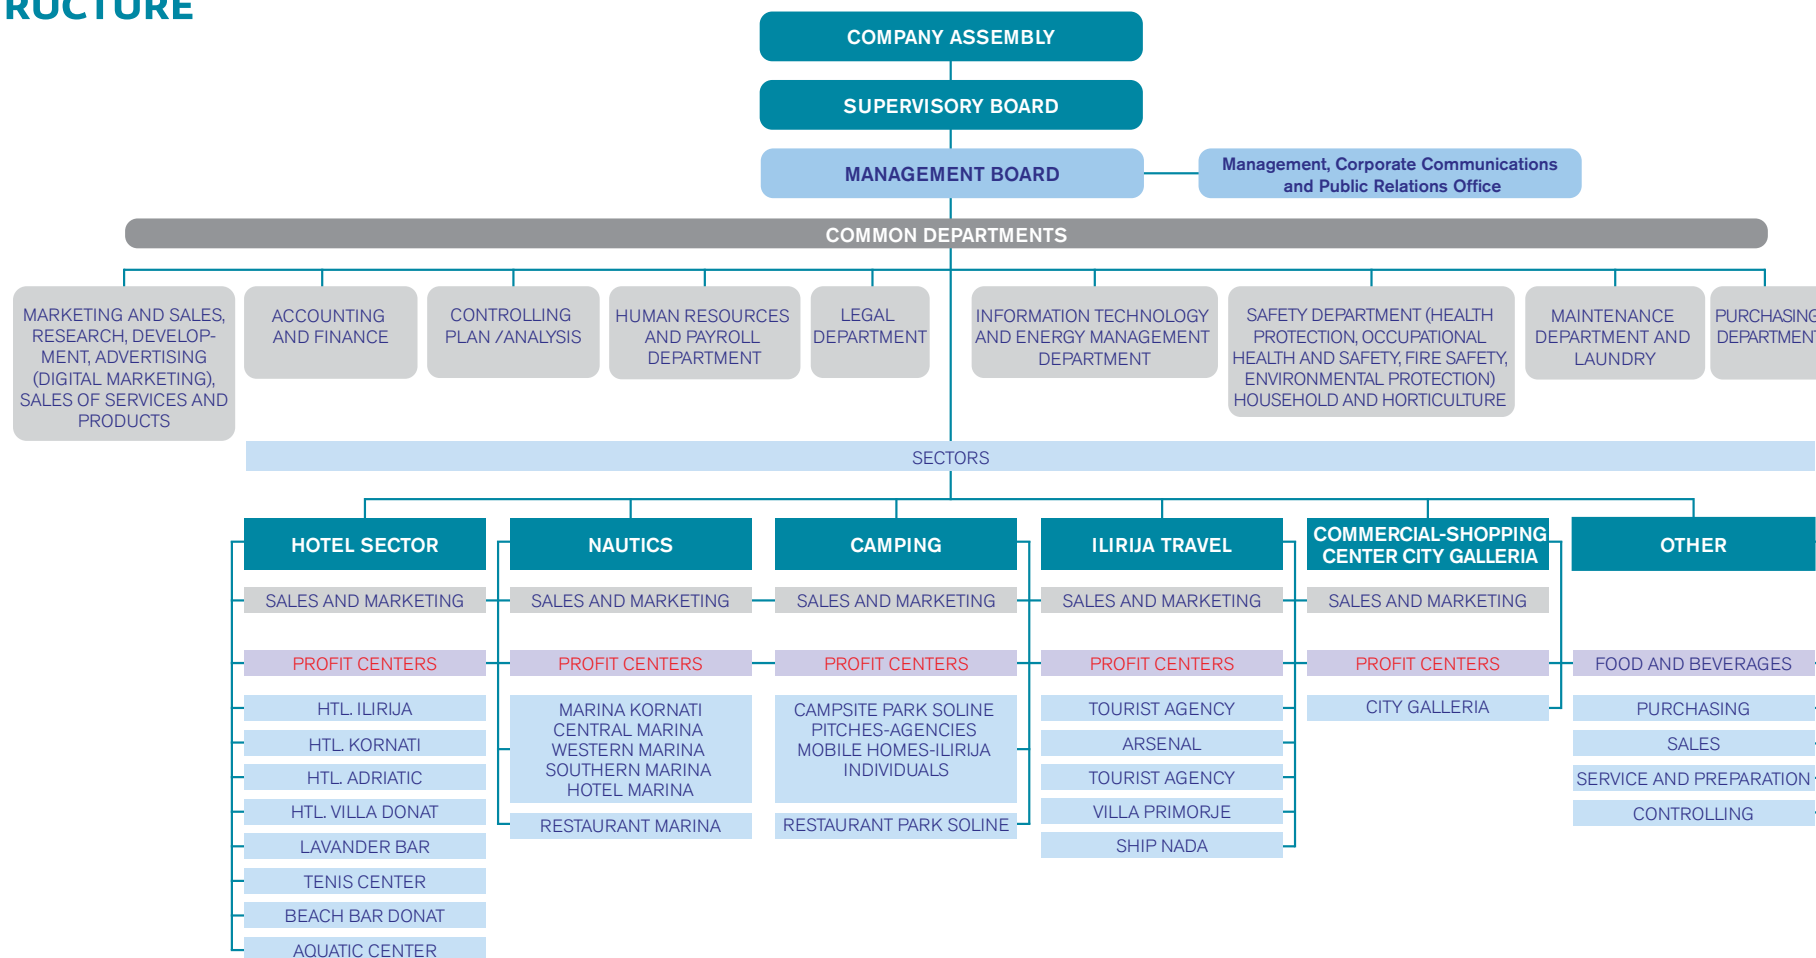 RUCTURE
COMPANY ASSEMBLY
SUPERVISORY BOARD
MANAGEMENT BOARD
Management, Corporate Communications
and Public Relations Office
COMMON DEPARTMENTS
MARKETING AND SALES,
RESEARCH, DEVELOP-
MENT, ADVERTISING
(DIGITAL MARKETING),
SALES OF SERVICES AND
PRODUCTS
ACCOUNTING
AND FINANCE
CONTROLLING
PLAN /ANALYSIS
HUMAN RESOURCES
AND PAYROLL
DEPARTMENT
LEGAL
DEPARTMENT
INFORMATION TECHNOLOGY
AND ENERGY MANAGEMENT
DEPARTMENT
SAFETY DEPARTMENT (HEALTH
PROTECTION, OCCUPATIONAL
HEALTH AND SAFETY, FIRE SAFETY,
ENVIRONMENTAL PROTECTION)
HOUSEHOLD AND HORTICULTURE
MAINTENANCE
DEPARTMENT AND
LAUNDRY
PURCHASING
DEPARTMENT
SECTORS
HOTEL SECTOR
SALES AND MARKETING
PROFIT CENTERS
HTL. ILIRIJA
HTL. KORNATI
HTL. ADRIATIC
HTL. VILLA DONAT
LAVANDER BAR
TENIS CENTER
BEACH BAR DONAT
AQUATIC CENTER
NAUTICS
SALES AND MARKETING
PROFIT CENTERS
MARINA KORNATI
CENTRAL MARINA
WESTERN MARINA
SOUTHERN MARINA
HOTEL MARINA
RESTAURANT MARINA
CAMPING
SALES AND MARKETING
PROFIT CENTERS
CAMPSITE PARK SOLINE
PITCHES-AGENCIES
MOBILE HOMES-ILIRIJA
INDIVIDUALS
RESTAURANT PARK SOLINE
ILIRIJA TRAVEL
SALES AND MARKETING
PROFIT CENTERS
TOURIST AGENCY
ARSENAL
TOURIST AGENCY
VILLA PRIMORJE
SHIP NADA
COMMERCIAL-SHOPPING
CENTER CITY GALLERIA
SALES AND MARKETING
PROFIT CENTERS
CITY GALLERIA
OTHER
FOOD AND BEVERAGES
PURCHASING
SALES
SERVICE AND PREPARATION
CONTROLLING